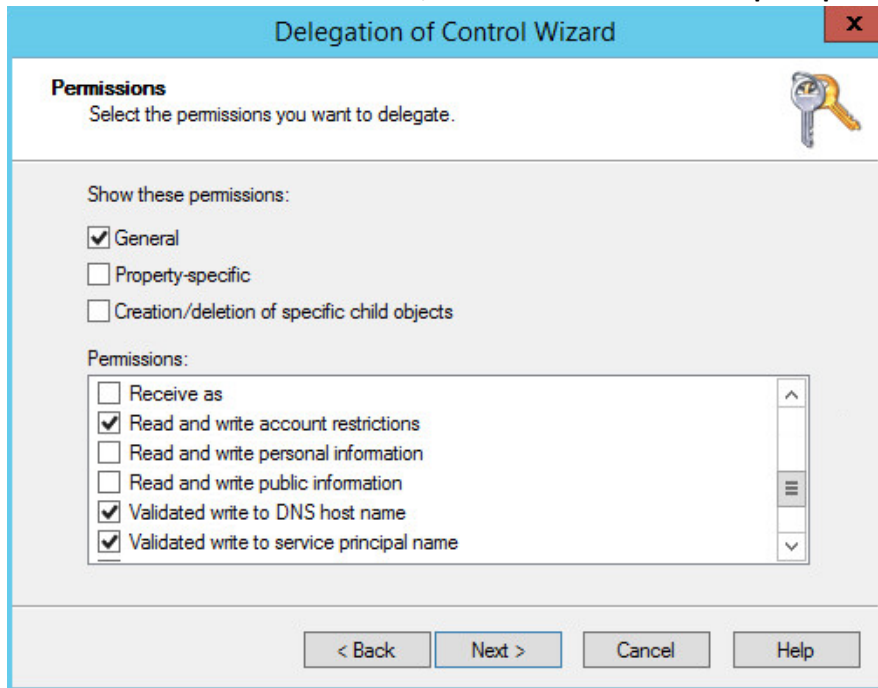 Delegation of Control Wizard
x
Permissions
Select the permissions you want to delegate.
Show these permissions:
General
Property-specific
Creation/deletion of specific child objects
Permissions:
Receive as
Read and write account restrictions
Read and write personal information
Read and write public information
Validated write to DNS host name
Validated write to service principal name
< Back Next > Cancel Help